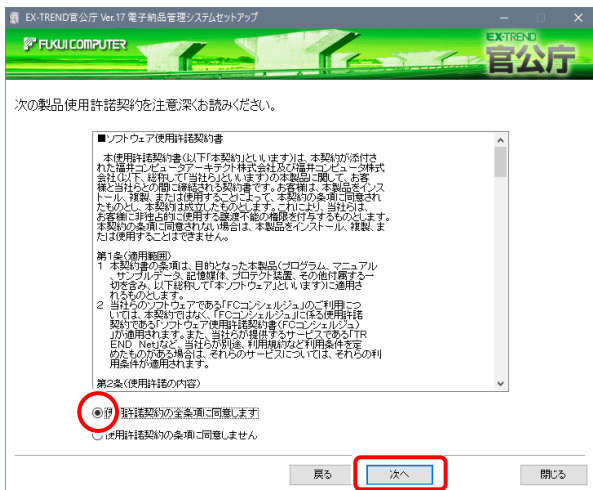 EX-TREND官公庁 Ver.17 電子納品管理システムセットアップ
FUKUI COMPUTER
EX-TREND
官公庁
次の製品使用許諾契約を注意深くお読みください。
■ソフトウェア使用許諾契約書
本使用許諾契約書(以下「本契約」といいます)は、本契約が添付さ
れた福井コンピュータアーキテクト株式会社及び福井コンピュータ株式
会社(以下、総称して「当社ら」といいます)の本製品に関して、お客
様と当社らとの間に締結される契約書です。お客様は、本製品をインス
トール、複製、または使用することによって、本契約の条項に同意され
たものとし、本契約は成立したものとします。これにより、当社らは、
お客様に非独占的に使用する譲渡不能の権限を付与するものとします。
本契約の条項に同意されない場合は、本製品をインストール、複製、ま
たは使用することはできません。
第1条(適用範囲)
1 本契約書の条項は、目的となった本製品(プログラム、マニュアル
、サンプルデータ、記憶媒体、プロテクト装置、その他付属する一
切を含み、以下総称して「本ソフトウェア」といいます)に適用さ
れるものとします。
2 当社らのソフトウェアである「FCコンシェルジュ」のご利用につ
いては、本契約ではなく、「FCコンシェルジュ」に係る使用許諾
契約である「ソフトウェア使用許諾契約書(FCコンシェルジュ)
」が適用されます。また、当社らが提供するサービスである「TR
END Net」など、当社らが別途、利用規約など利用条件を定
めたものがある場合は、それらのサービスについては、それらの利
用条件が適用されます。
第2条(使用許諾の内容)
使用許諾契約の全条項に同意します
使用許諾契約の条項に同意しません
戻る
次へ
閉じる